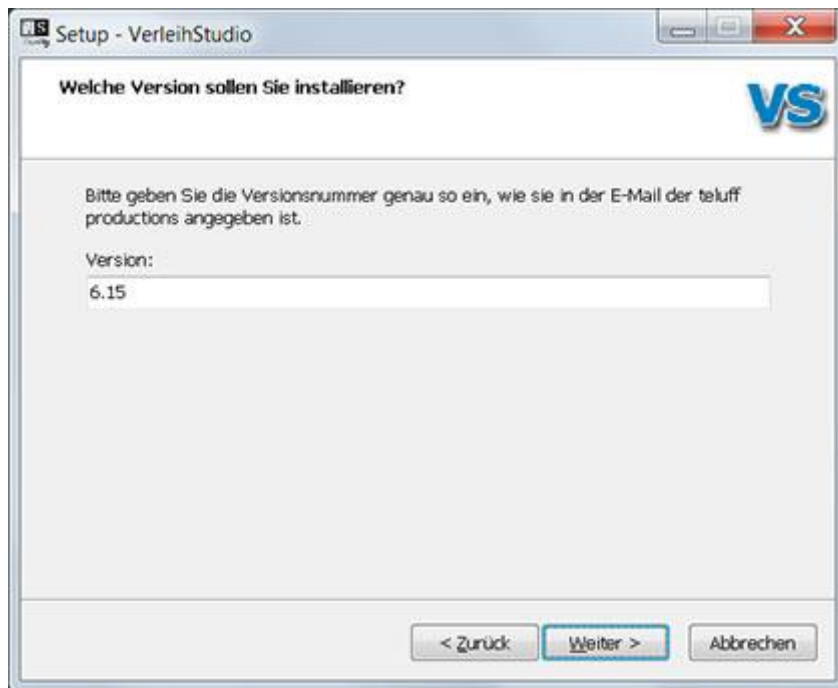 Setup - VerleihStudio
Welche Version sollen Sie installieren?
VS
Bitte geben Sie die Versionsnummer genau so ein, wie sie in der E-Mail der teluff
productions angegeben ist.
Version:
6.15
< Zurück
Weiter >
Abbrechen